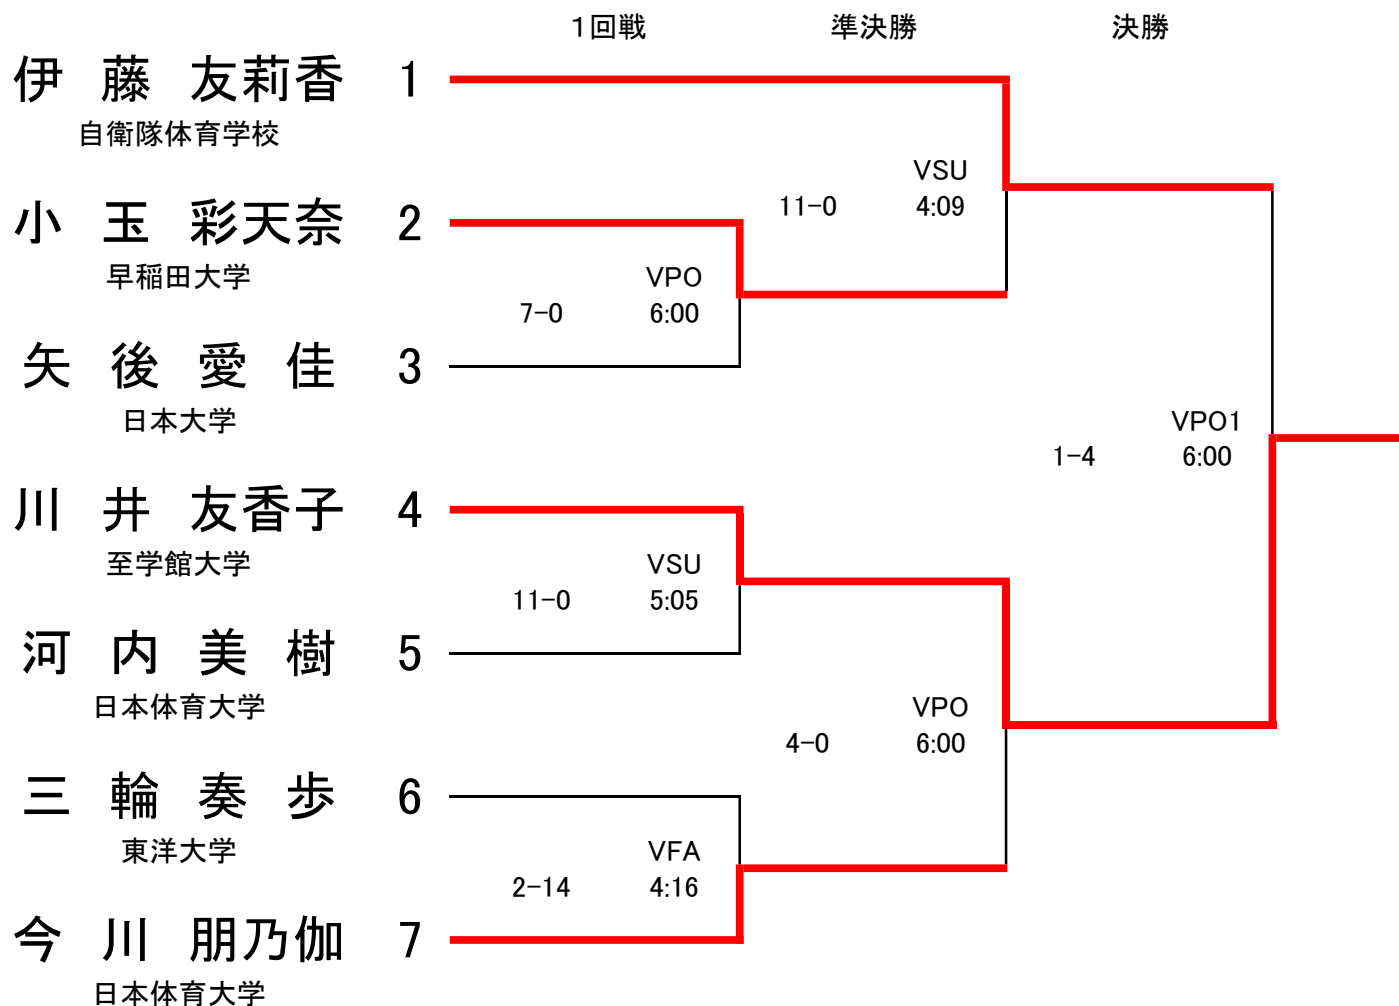 1回戦 準決勝 決勝
伊 藤 友莉香 1
自衛隊体育学校
VSU
11-0 4:09
小 玉 彩天奈 2
早稲田大学
VPO
7-0 6:00
矢 後 愛 佳 3
日本大学
VPO1
1-4 6:00
川 井 友香子 4
至学館大学
VSU
11-0 5:05
河 内 美 樹 5
日本体育大学
VPO
4-0 6:00
三 輪 奏 歩 6
東洋大学
VFA
2-14 4:16
今 川 朋乃伽 7
日本体育大学